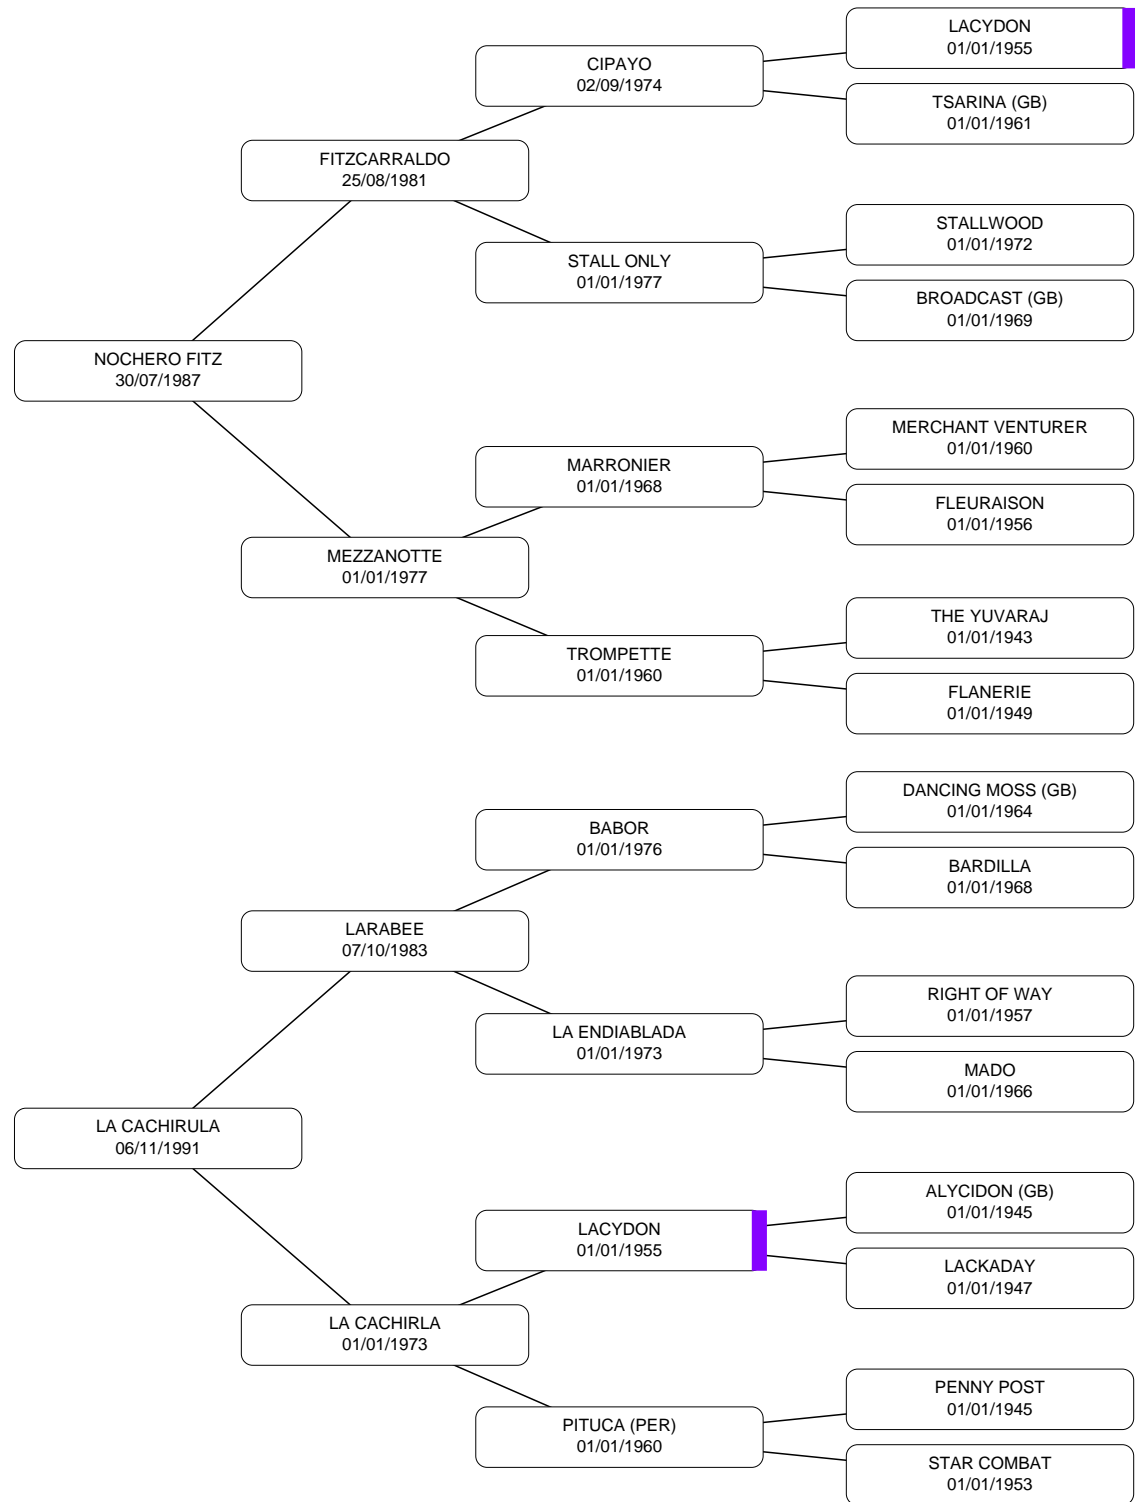 LACYDON
01/01/1955
CIPAYO
02/09/1974
TSARINA (GB)
01/01/1961
FITZCARRALDO
25/08/1981
STALLWOOD
01/01/1972
STALL ONLY
01/01/1977
BROADCAST (GB)
01/01/1969
NOCHERO FITZ
30/07/1987
MERCHANT VENTURER
01/01/1960
MARRONIER
01/01/1968
FLEURAISON
01/01/1956
MEZZANOTTE
01/01/1977
THE YUVARAJ
01/01/1943
TROMPETTE
01/01/1960
FLANERIE
01/01/1949
DANCING MOSS (GB)
01/01/1964
BABOR
01/01/1976
BARDILLA
01/01/1968
LARABEE
07/10/1983
RIGHT OF WAY
01/01/1957
LA ENDIABLADA
01/01/1973
MADO
01/01/1966
LA CACHIRULA
06/11/1991
ALYCIDON (GB)
01/01/1945
LACYDON
01/01/1955
LACKADAY
01/01/1947
LA CACHIRLA
01/01/1973
PENNY POST
01/01/1945
PITUCA (PER)
01/01/1960
STAR COMBAT
01/01/1953